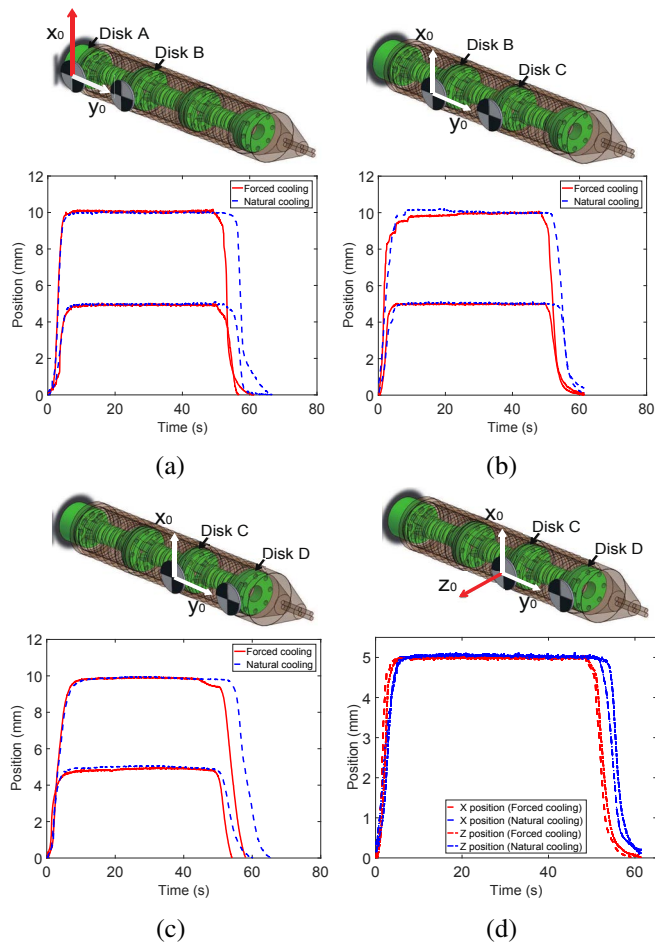 x0
Disk A
Disk B
y0
12
10
8
6
4
2
0
Position (mm)
Forced cooling
Natural cooling
0 20 40 60 80
Time (s)
(a)
x0
Disk B
Disk C
y0
12
10
8
6
4
2
0
Position (mm)
Forced cooling
Natural cooling
0 20 40 60 80
Time (s)
(b)
x0
Disk C
Disk D
y0
12
10
8
6
4
2
0
Position (mm)
Forced cooling
Natural cooling
0 20 40 60 80
Time (s)
(c)
x0
Disk C
Disk D
z0
y0
5
4
3
2
1
0
Position (mm)
X position (Forced cooling)
X position (Natural cooling)
Z position (Forced cooling)
Z position (Natural cooling)
0 20 40 60
Time (s)
(d)